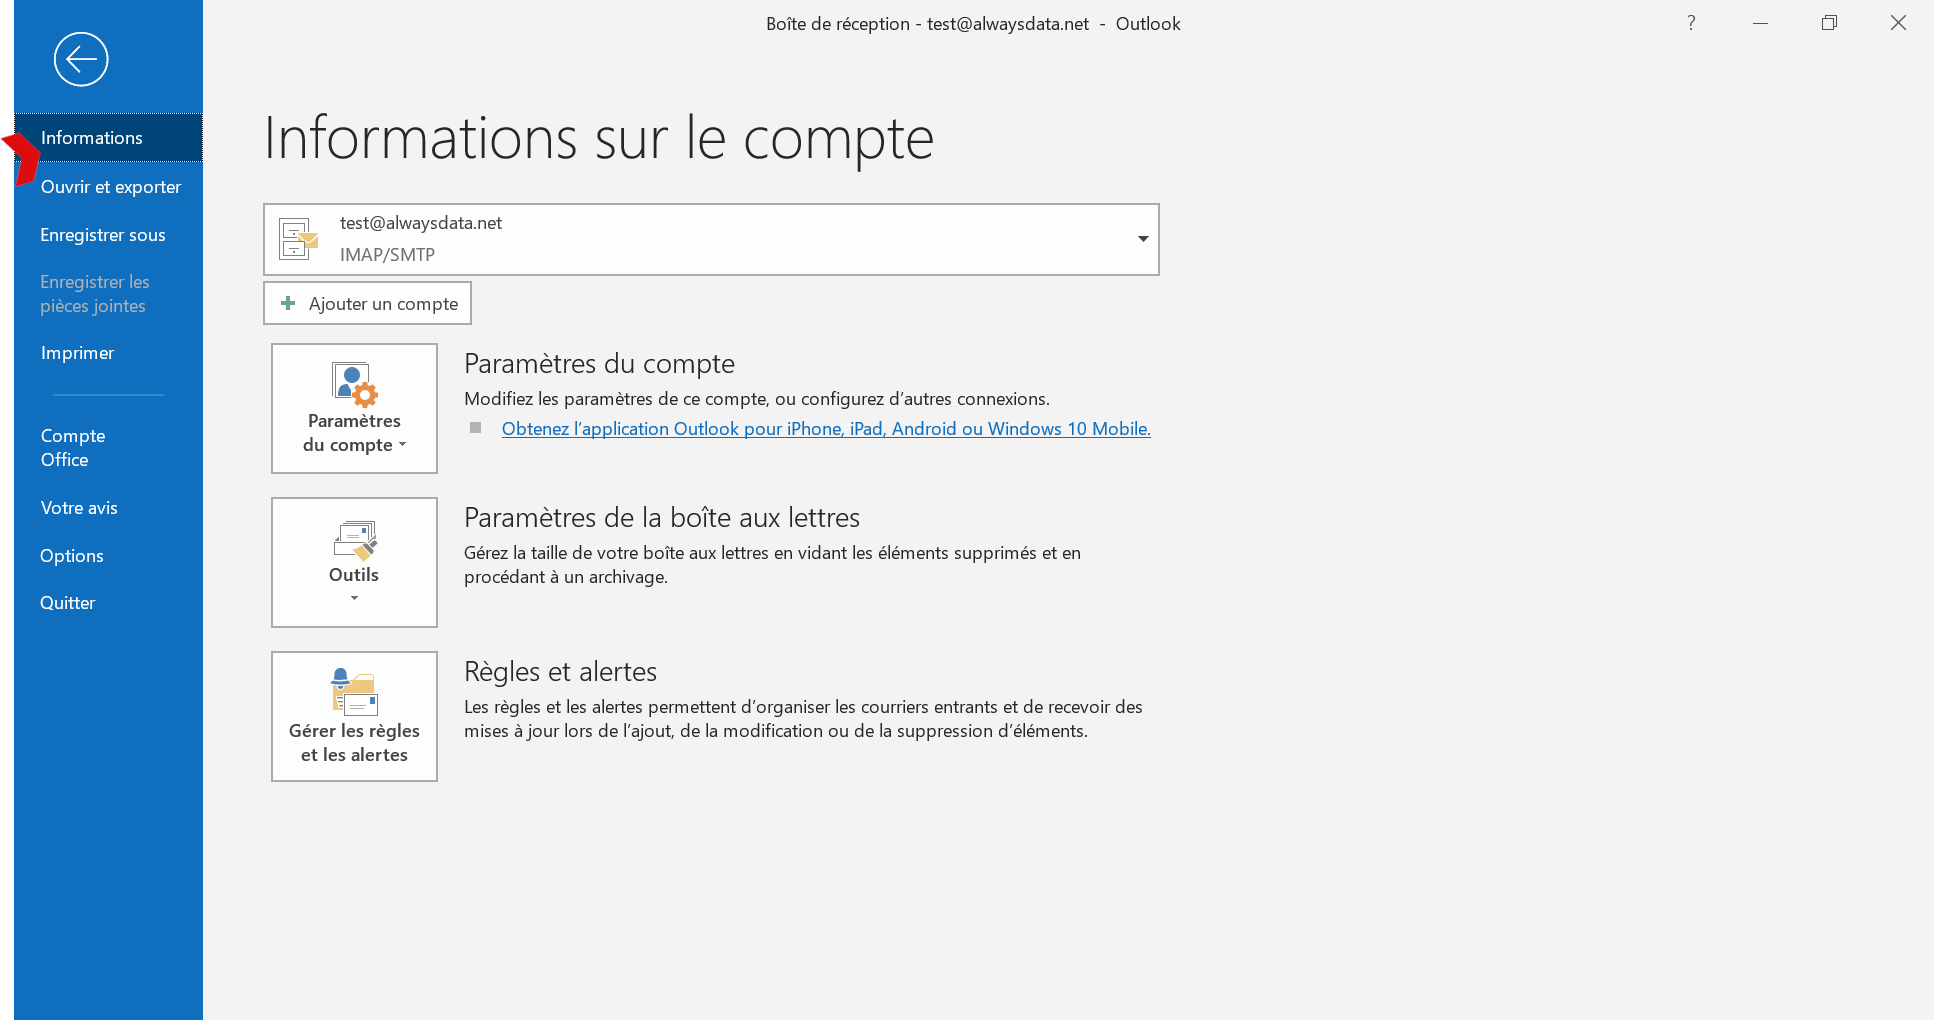 Boîte de réception - test@alwaysdata.net - Outlook
?
Informations
Ouvrir et exporter
Enregistrer sous
Enregistrer les
pièces jointes
Imprimer
Compte
Office
Votre avis
Options
Quitter
Informations sur le compte
test@alwaysdata.net
IMAP/SMTP
Ajouter un compte
Paramètres
du compte
Paramètres du compte
Modifiez les paramètres de ce compte, ou configurez d’autres connexions.
Obtenez l’application Outlook pour iPhone, iPad, Android ou Windows 10 Mobile.
Outils
Paramètres de la boîte aux lettres
Gérez la taille de votre boîte aux lettres en vidant les éléments supprimés et en
procédant à un archivage.
Gérer les règles
et les alertes
Règles et alertes
Les règles et les alertes permettent d’organiser les courriers entrants et de recevoir des
mises à jour lors de l’ajout, de la modification ou de la suppression d’éléments.